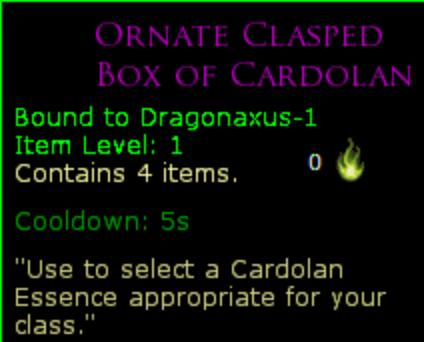 Ornate Clasped
Box of Cardolan
Bound to Dragonaxus-1
Item Level: 1
Contains 4 items.
0
Cooldown: 5s
"Use to select a Cardolan
Essence appropriate for your
class."